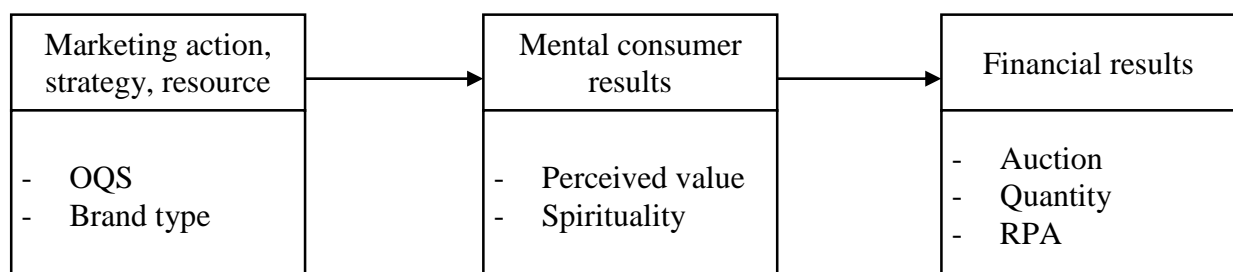 Marketing action,
strategy, resource
- OQS
- Brand type
Mental consumer
results
- Perceived value
- Spirituality
Financial results
- Auction
- Quantity
- RPA